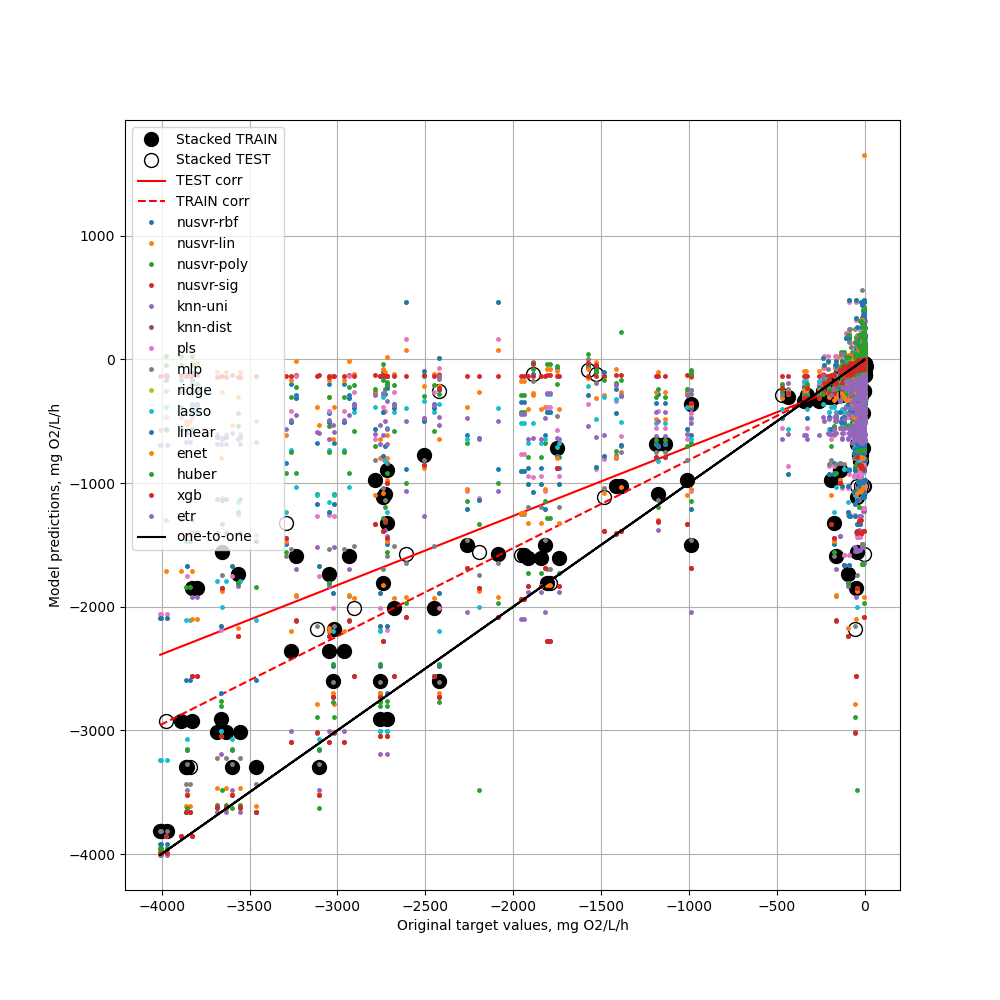 Stacked TRAIN
Stacked TEST
TEST corr
TRAIN corr
nusvr-rbf
nusvr-lin
nusvr-poly
nusvr-sig
knn-uni
knn-dist
pls
mlp
ridge
lasso
linear
enet
huber
xgb
etr
one-to-one
1000
0
−1000
−2000
−3000
−4000
Model predictions, mg O2/L/h
−4000 −3500 −3000 −2500 −2000 −1500 −1000 −500 0
Original target values, mg O2/L/h